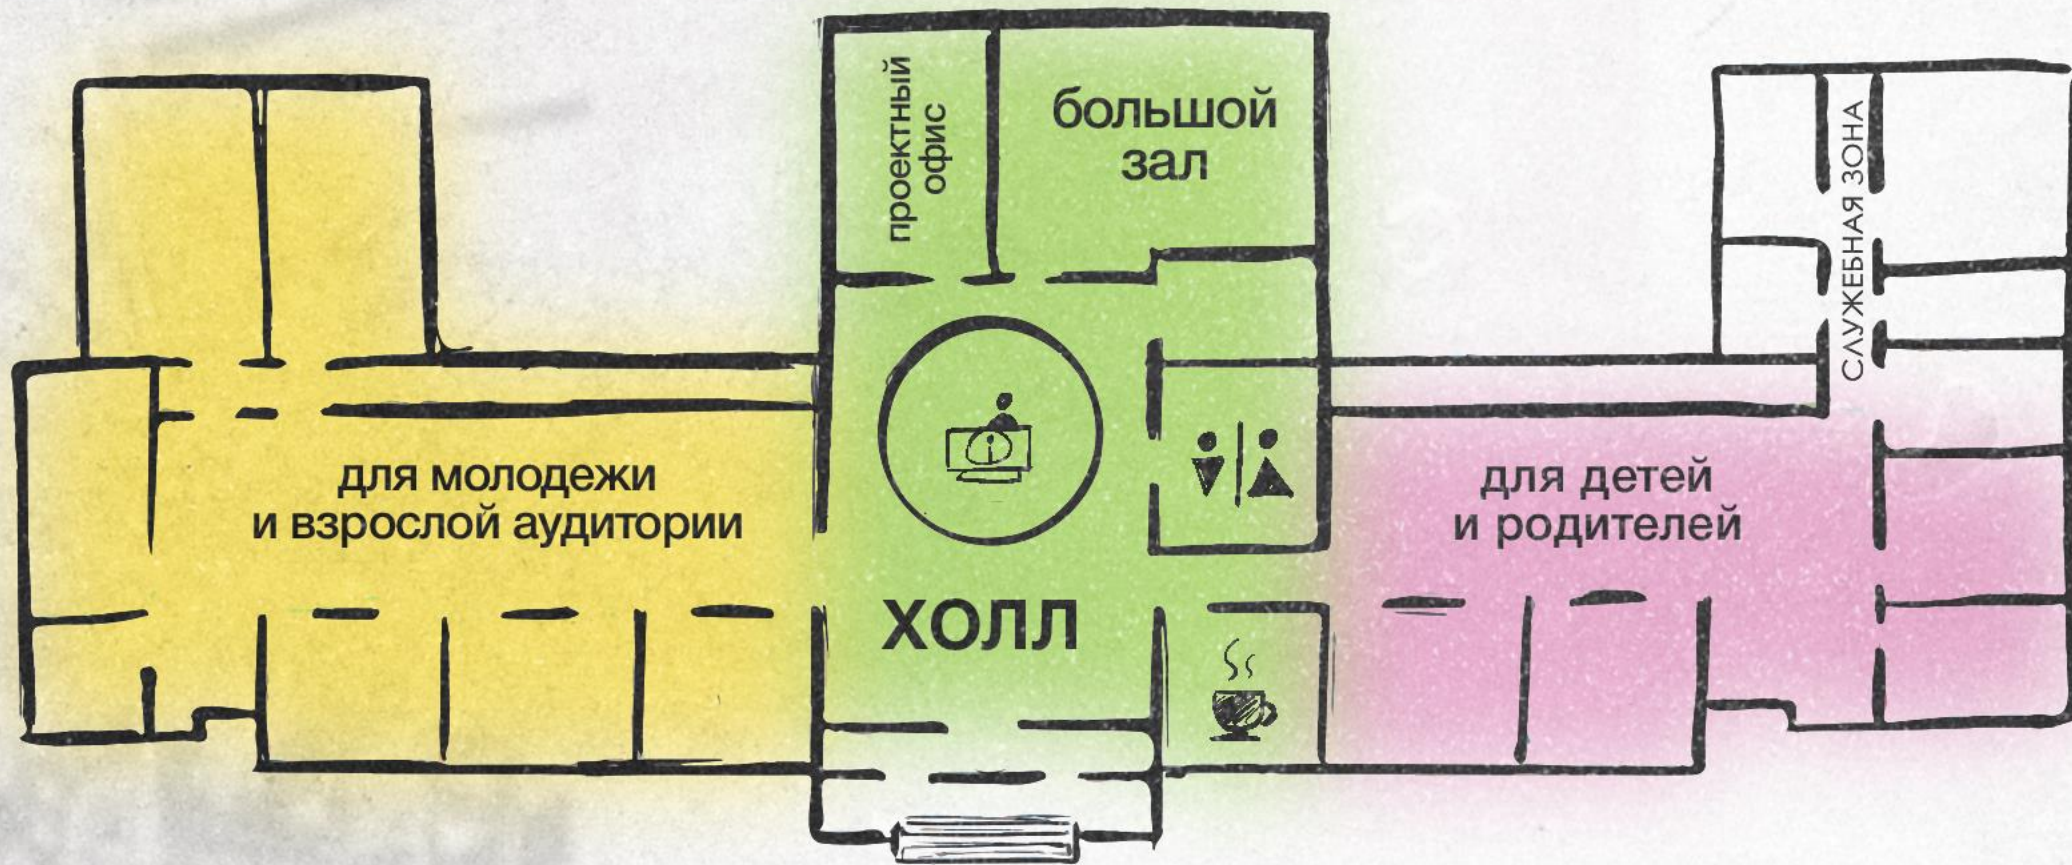 проектный
офис
большой
зал
СЛУЖЕБНАЯ ЗОНА
для молодежи
и взрослой аудитории
i
для детей
и родителей
ХОЛЛ